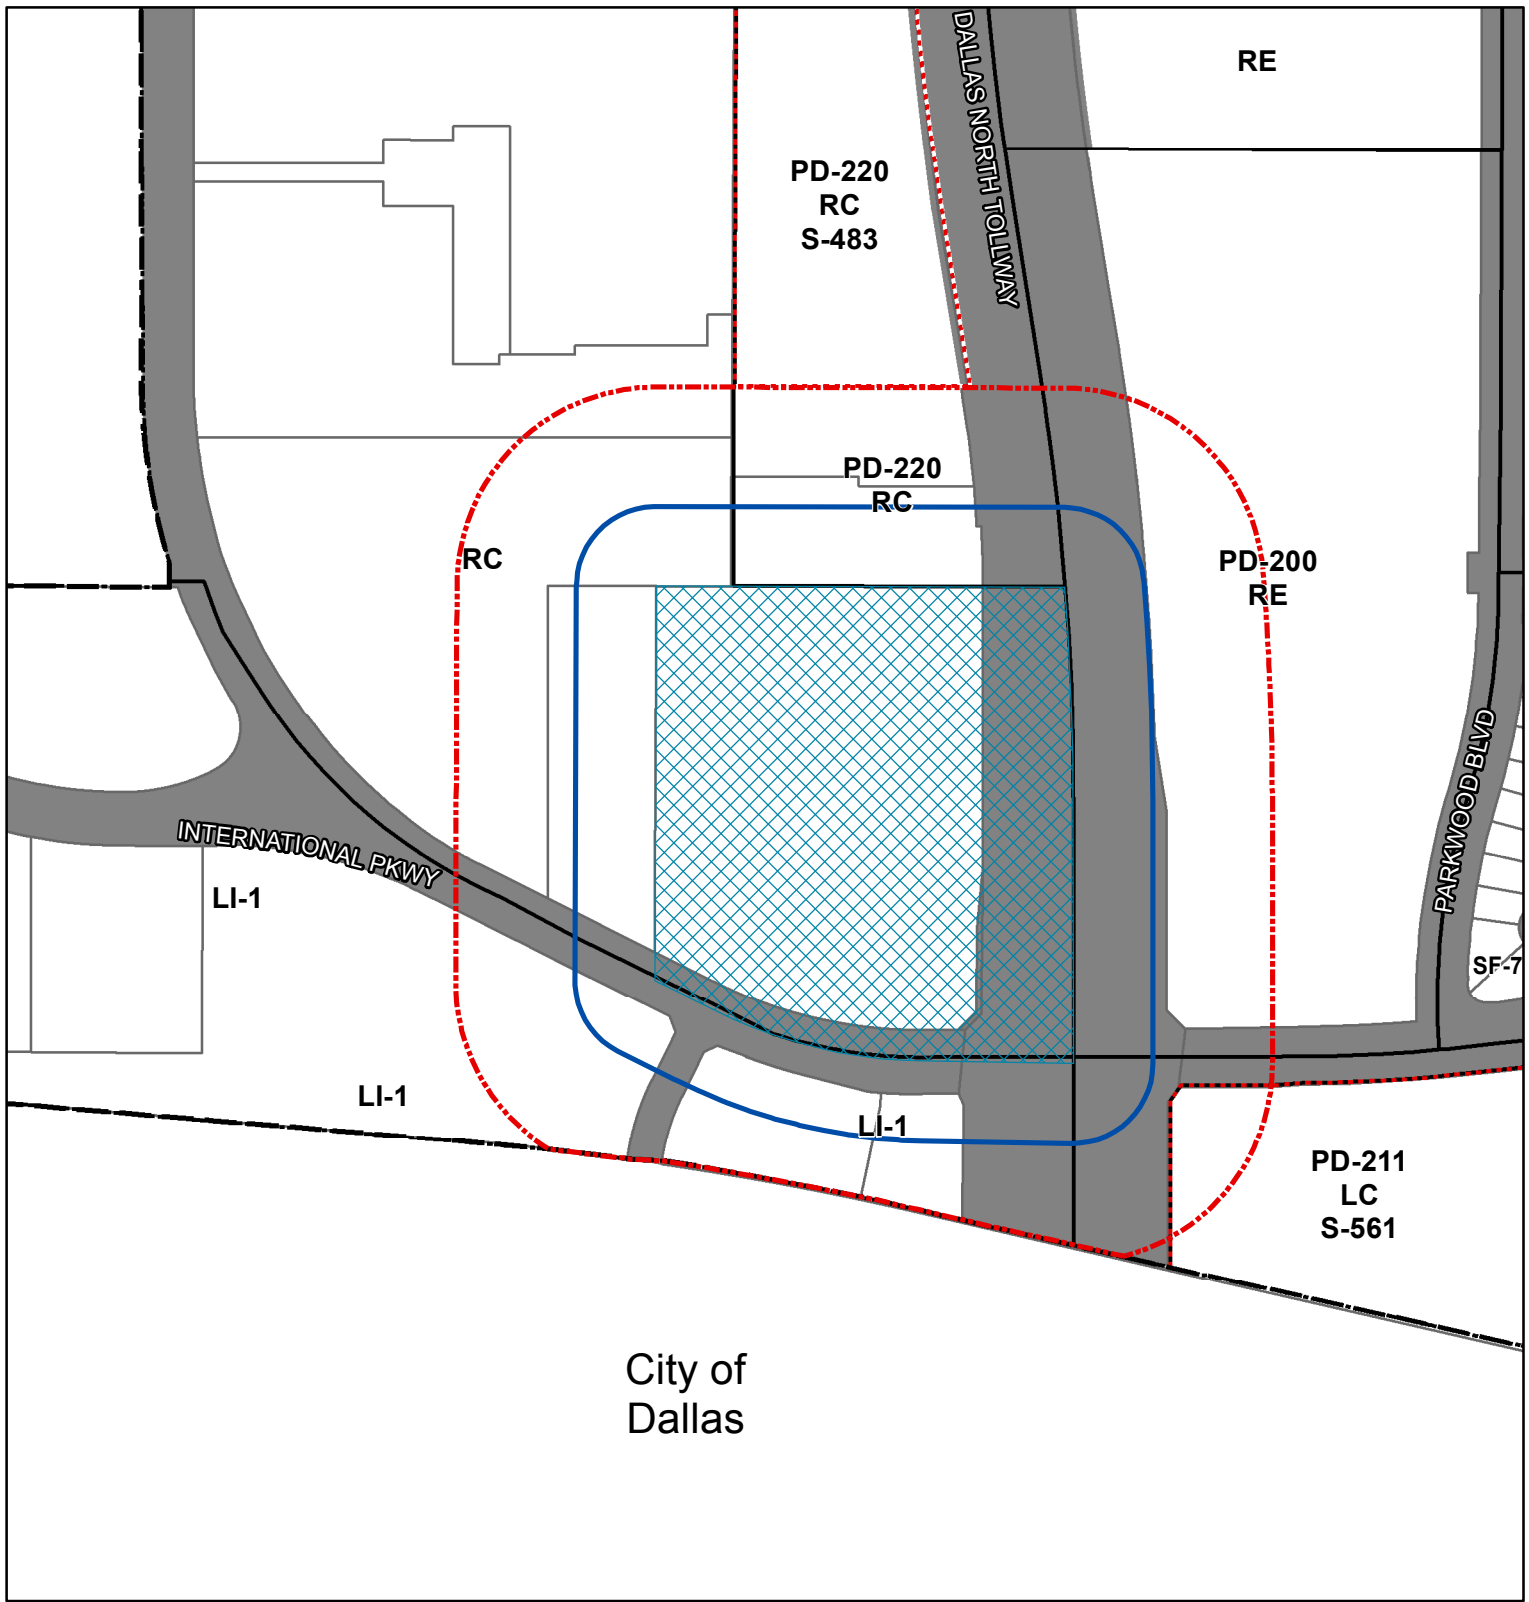 RE
DALLAS NORTH TOLLWAY
PD-220
RC
S-483
PD-220
RC
RC
PD-200
RE
PARKWOOD BLVD
INTERNATIONAL PKWY
LI-1
SF-7
LI-1
LI-1
PD-211
LC
S-561
City of
Dallas